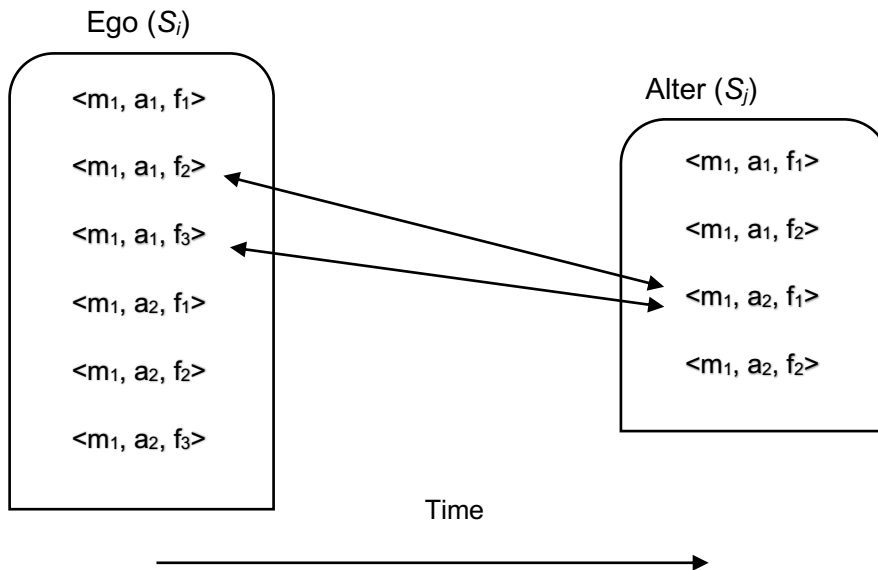 Ego (Sᵢ)
<m₁, a₁, f₁>
<m₁, a₁, f₂>
<m₁, a₁, f₃>
<m₁, a₂, f₁>
<m₁, a₂, f₂>
<m₁, a₂, f₃>
Alter (Sⱼ)
<m₁, a₁, f₁>
<m₁, a₁, f₂>
<m₁, a₂, f₁>
<m₁, a₂, f₂>
Time